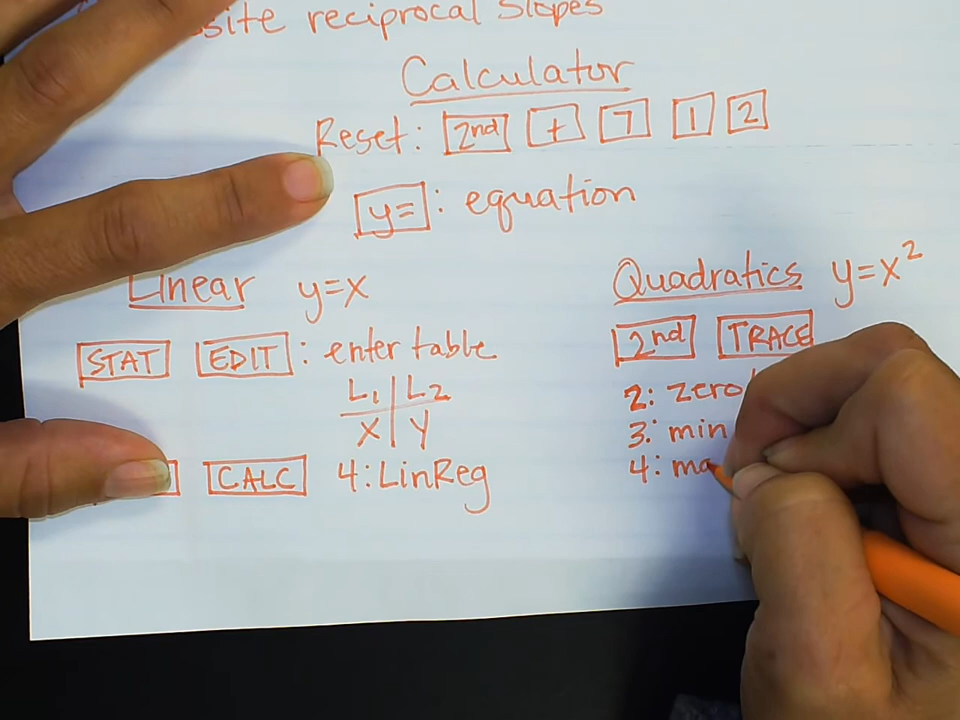 reciprocal slopes
Calculator
Reset: 2nd + 7 1 2
y= : equation
Linear y=x
STAT EDIT : enter table
L1 L2
X Y
CALC 4: LinReg
Quadratics y=x²
2nd TRACE
2: zero
3: min
4: ma